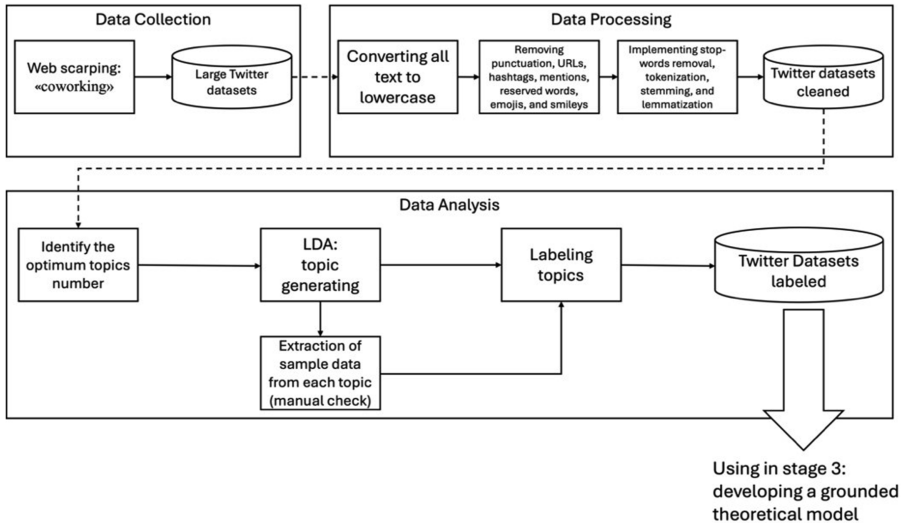 Data Collection
Web scarping:
«coworking»
Large Twitter
datasets
Data Processing
Converting all
text to
lowercase
Removing
punctuation, URLs,
hashtags, mentions,
reserved words,
emojis, and smileys
Implementing stop-
words removal,
tokenization,
stemming, and
lemmatization
Twitter datasets
cleaned
Data Analysis
Identify the
optimum topics
number
LDA:
topic
generating
Extraction of
sample data
from each topic
(manual check)
Labeling
topics
Twitter Datasets
labeled
Using in stage 3:
developing a grounded
theoretical model